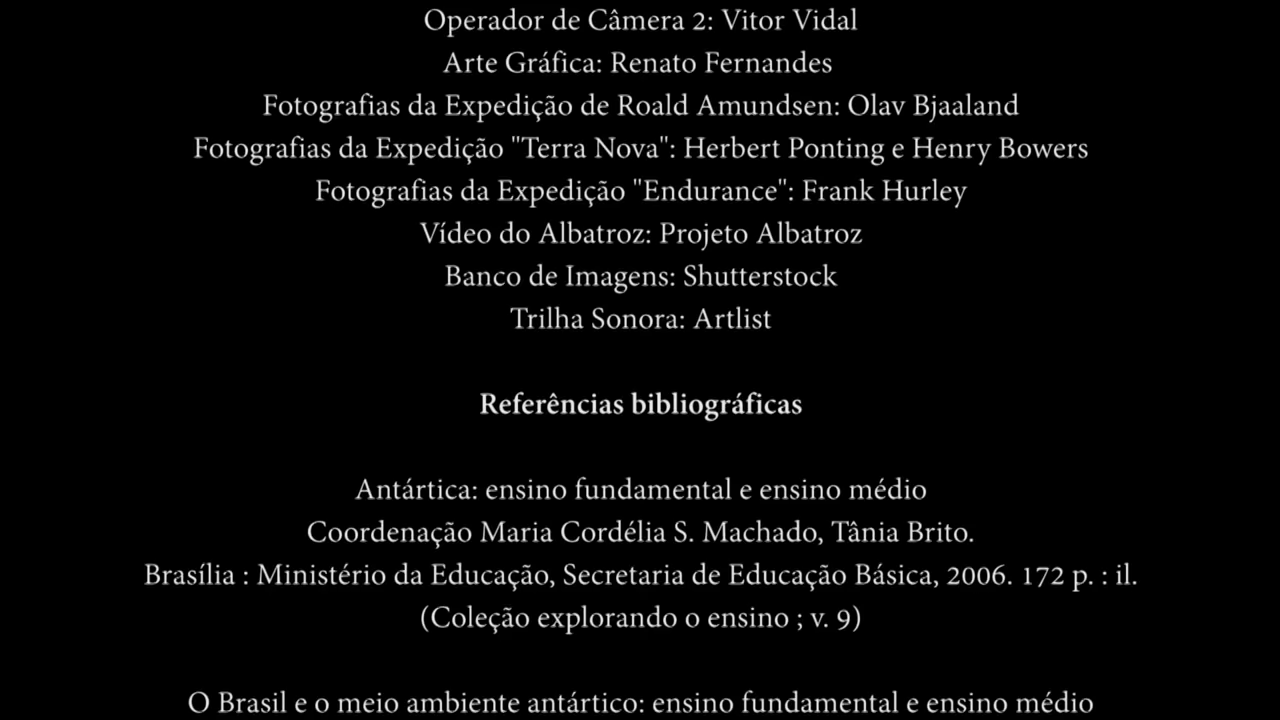 Operador de Câmera 2: Vitor Vidal
Arte Gráfica: Renato Fernandes
Fotografias da Expedição de Roald Amundsen: Olav Bjaaland
Fotografias da Expedição "Terra Nova": Herbert Ponting e Henry Bowers
Fotografias da Expedição "Endurance": Frank Hurley
Vídeo do Albatroz: Projeto Albatroz
Banco de Imagens: Shutterstock
Trilha Sonora: Artlist
Referências bibliográficas
Antártica: ensino fundamental e ensino médio
Coordenação Maria Cordélia S. Machado, Tânia Brito.
Brasília : Ministério da Educação, Secretaria de Educação Básica, 2006. 172 p. : il.
(Coleção explorando o ensino ; v. 9)
O Brasil e o meio ambiente antártico: ensino fundamental e ensino médio